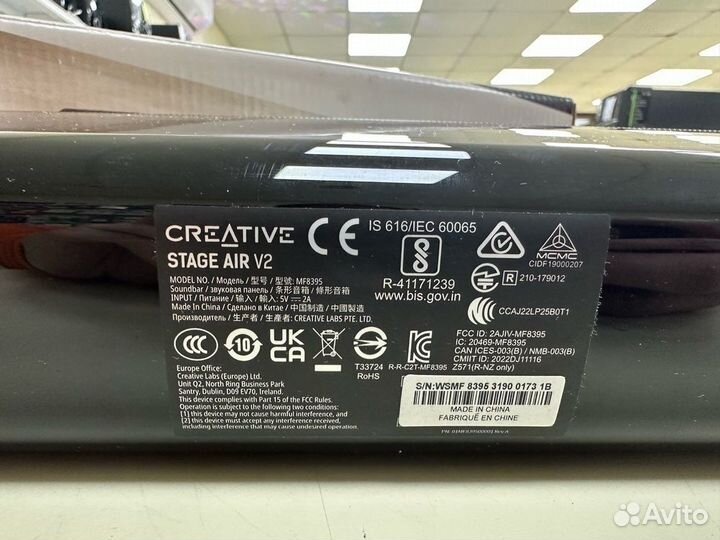 CREATIVE
STAGE AIR V2
MODEL NO. / Модель / 型号 / 型號: MF8395
Soundbar / звуковая панель / 条形音箱 / 條形音箱
INPUT / Питание / 输入 / 輸入: 5V ⎓ 2A
Made In China / Сделано в Китае / 中国制造 / 中國製造
Производитель / 生产者 / 生產者: CREATIVE LABS PTE. LTD.
CE
IS 616/IEC 60065
R-41171239
www.bis.gov.in
MCMC
CIDF19000207
R 210-179012
CCAJ22LP25B0T1
CCC
10
UK
CA
T33724
RoHS
R-R-C2T-MF8395
FCC ID: 2AJIV-MF8395
IC: 20469-MF8395
CAN ICES-003(B) / NMB-003(B)
CMIIT ID: 2022DJ11116
Z571(R-NZ only)
Europe Office:
Creative Labs (Europe) Ltd.
Unit Q2, North Ring Business Park
Santry, Dublin, D09 EV70, Ireland.
This device complies with Part 15 of the FCC Rules.
Operation is subject to the following two conditions:
[1] this device may not cause harmful interference, and
[2] this device must accept any interference received,
including interference that may cause undesired operation.
S/N:WSMF 8395 3190 0173 1B
MADE IN CHINA
FABRIQUÉ EN CHINE
Avito